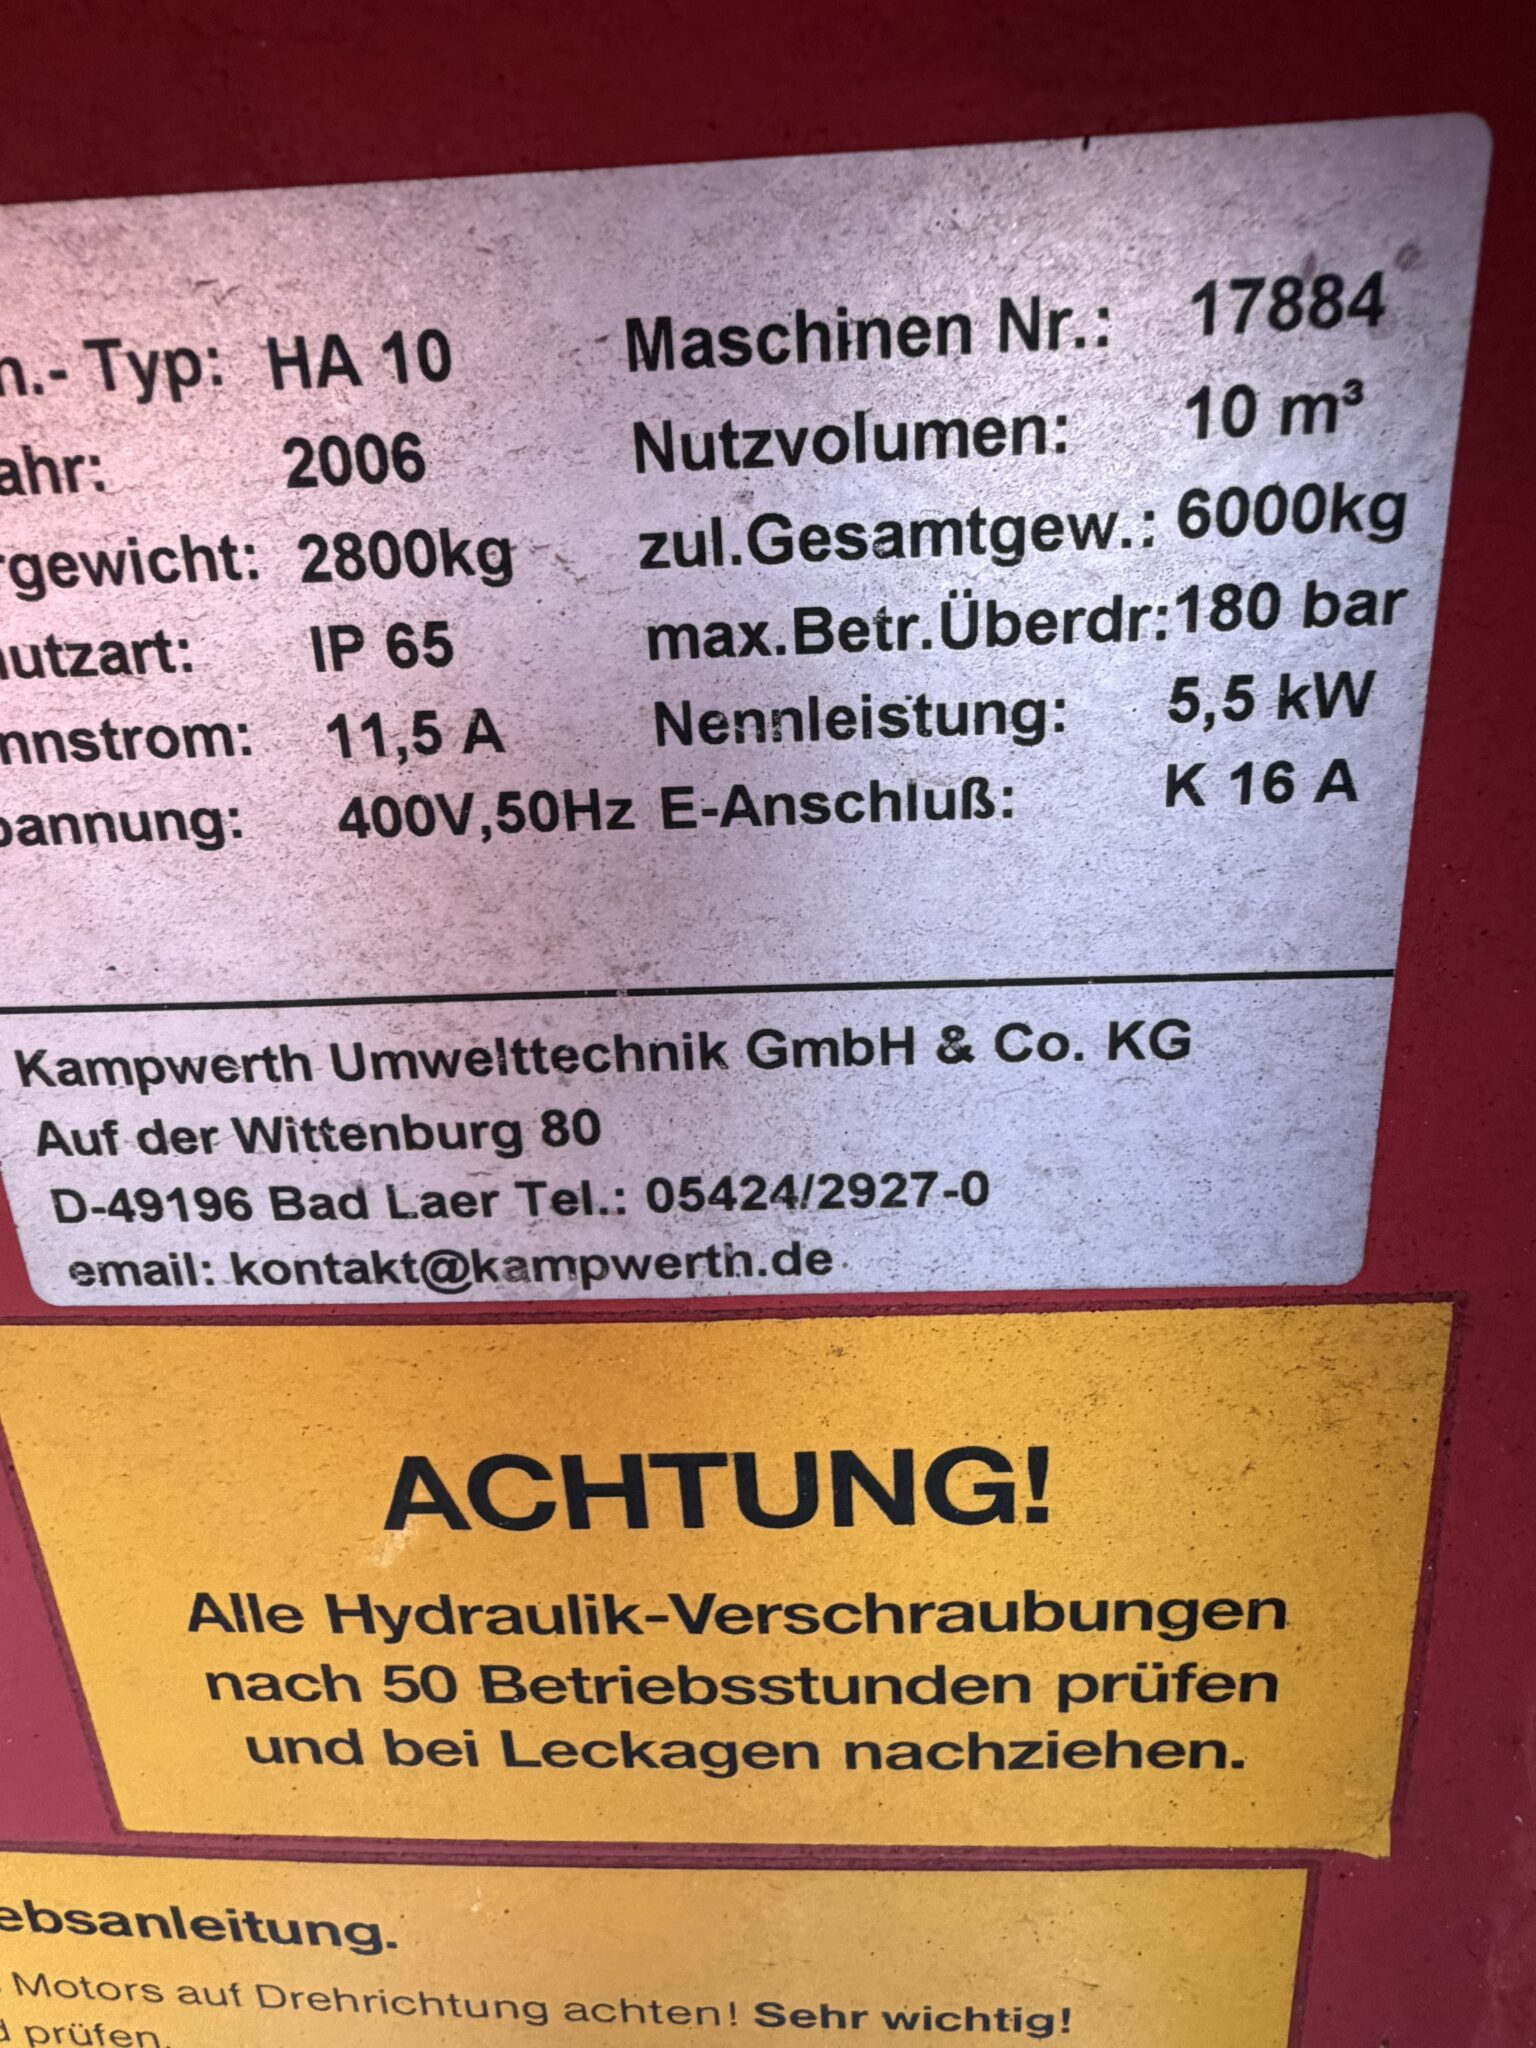 n.- Typ: HA 10 Maschinen Nr.: 17884
ahr: 2006 Nutzvolumen: 10 m³
rgewicht: 2800kg zul.Gesamtgew.: 6000kg
utzart: IP 65 max.Betr.Überdr: 180 bar
nnstrom: 11,5 A Nennleistung: 5,5 kW
pannung: 400V,50Hz E-Anschluß: K 16 A
Kampwerth Umwelttechnik GmbH & Co. KG
Auf der Wittenburg 80
D-49196 Bad Laer Tel.: 05424/2927-0
email: kontakt@kampwerth.de
ACHTUNG!
Alle Hydraulik-Verschraubungen
nach 50 Betriebsstunden prüfen
und bei Leckagen nachziehen.
ebsanleitung.
Motors auf Drehrichtung achten! Sehr wichtig!
d prüfen.